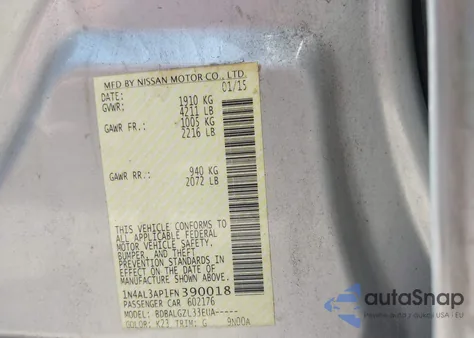 MFD BY NISSAN MOTOR CO., LTD.
DATE: 01/15
GVWR: 1910 KG
4211 LB
GAWR FR.: 1005 KG
2216 LB
GAWR RR.: 940 KG
2072 LB
THIS VEHICLE CONFORMS TO
ALL APPLICABLE FEDERAL
MOTOR VEHICLE SAFETY,
BUMPER, AND THEFT
PREVENTION STANDARDS IN
EFFECT ON THE DATE OF
MANUFACTURE SHOWN ABOVE.
1N4AL3AP1FN390018
PASSENGER CAR 602176
MODEL: BDBALGZL33EUA-----
COLOR: K23 TRIM: G
autoSnap
www.autosnap.com